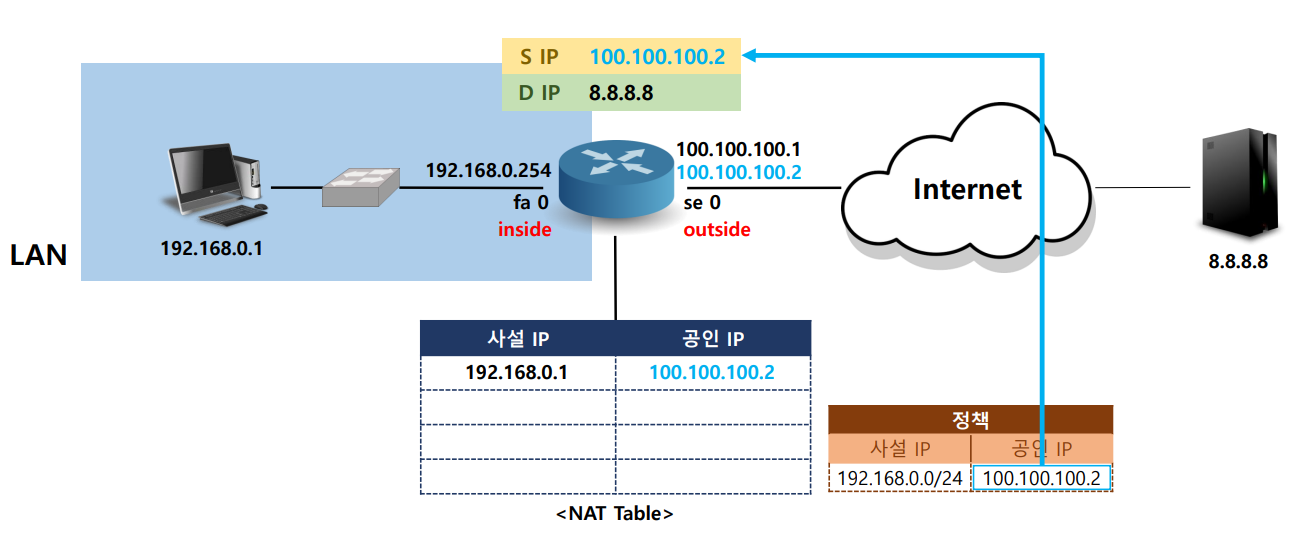 S IP 100.100.100.2
D IP 8.8.8.8
100.100.100.1
192.168.0.254 100.100.100.2
Internet
fa 0 se 0
inside outside
192.168.0.1
LAN
8.8.8.8
사설 IP 공인 IP
192.168.0.1 100.100.100.2
<NAT Table>
정책
사설 IP 공인 IP
192.168.0.0/24 100.100.100.2